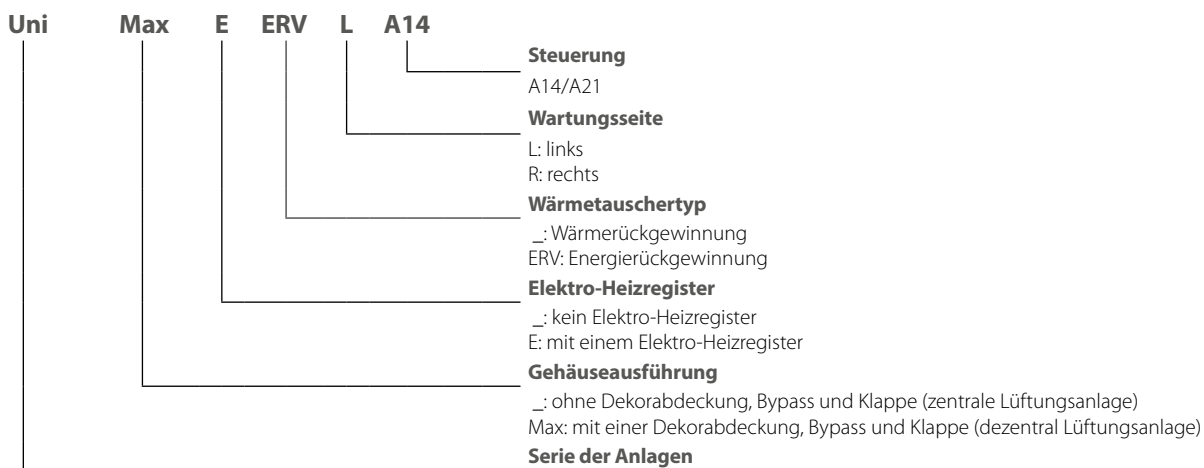 Uni Max E ERV L A14
Steuerung
A14/A21
Wartungsseite
L: links
R: rechts
Wärmetauschertyp
_: Wärmerückgewinnung
ERV: Energierückgewinnung
Elektro-Heizregister
_: kein Elektro-Heizregister
E: mit einem Elektro-Heizregister
Gehäuseausführung
_: ohne Dekorabdeckung, Bypass und Klappe (zentrale Lüftungsanlage)
Max: mit einer Dekorabdeckung, Bypass und Klappe (dezentral Lüftungsanlage)
Serie der Anlagen